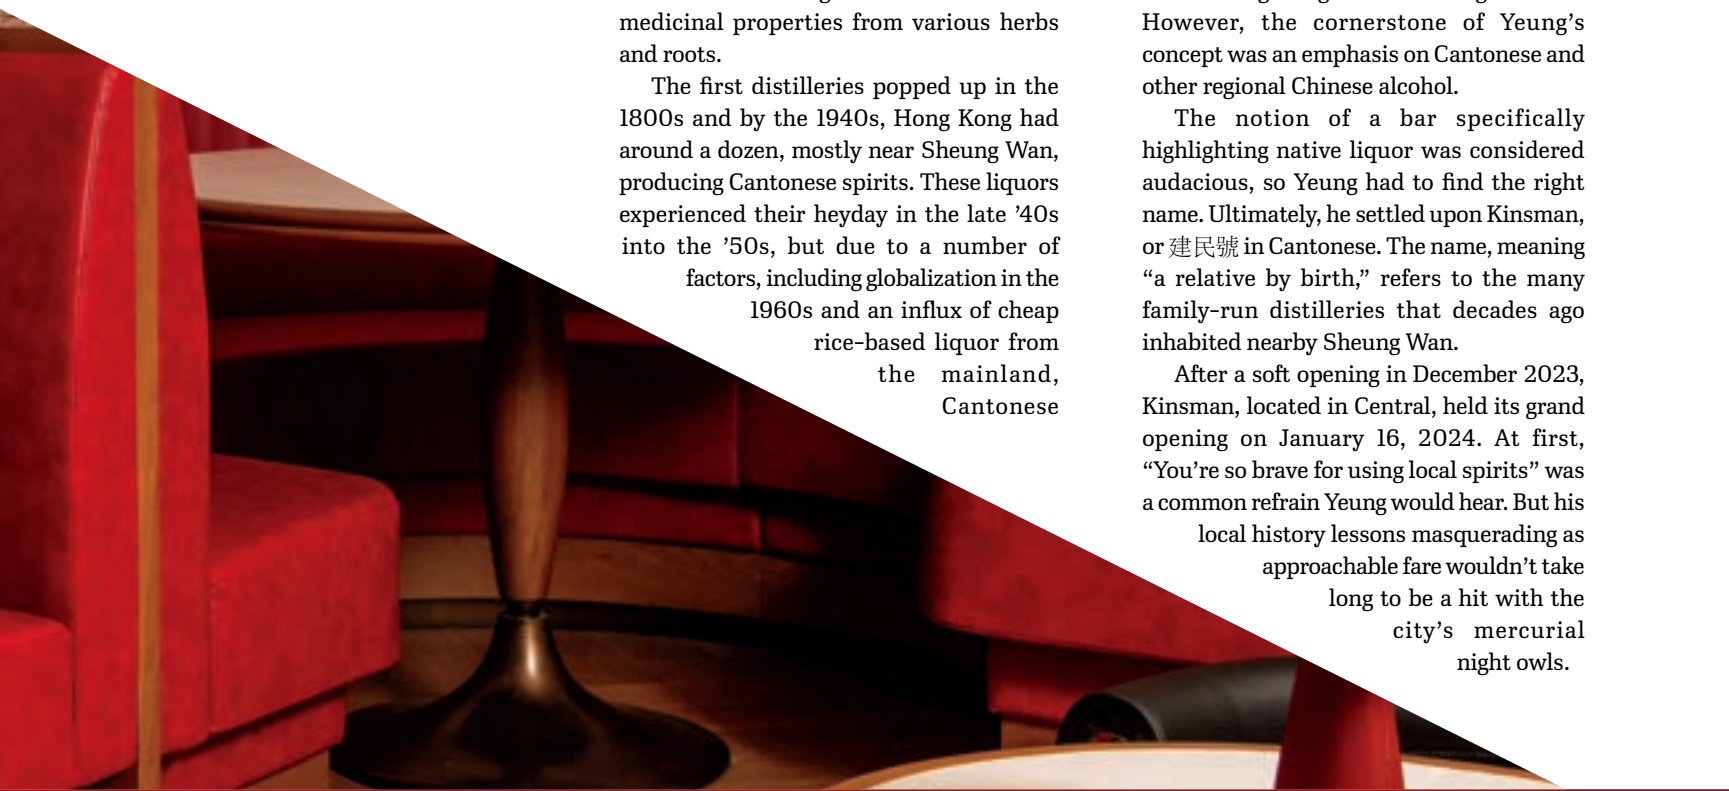 medicinal properties from various herbs
and roots.
The first distilleries popped up in the
1800s and by the 1940s, Hong Kong had
around a dozen, mostly near Sheung Wan,
producing Cantonese spirits. These liquors
experienced their heyday in the late ’40s
into the ’50s, but due to a number of
factors, including globalization in the
1960s and an influx of cheap
rice-based liquor from
the mainland,
Cantonese
However, the cornerstone of Yeung’s
concept was an emphasis on Cantonese and
other regional Chinese alcohol.
The notion of a bar specifically
highlighting native liquor was considered
audacious, so Yeung had to find the right
name. Ultimately, he settled upon Kinsman,
or 建民號 in Cantonese. The name, meaning
“a relative by birth,” refers to the many
family-run distilleries that decades ago
inhabited nearby Sheung Wan.
After a soft opening in December 2023,
Kinsman, located in Central, held its grand
opening on January 16, 2024. At first,
“You’re so brave for using local spirits” was
a common refrain Yeung would hear. But his
local history lessons masquerading as
approachable fare wouldn’t take
long to be a hit with the
city’s mercurial
night owls.